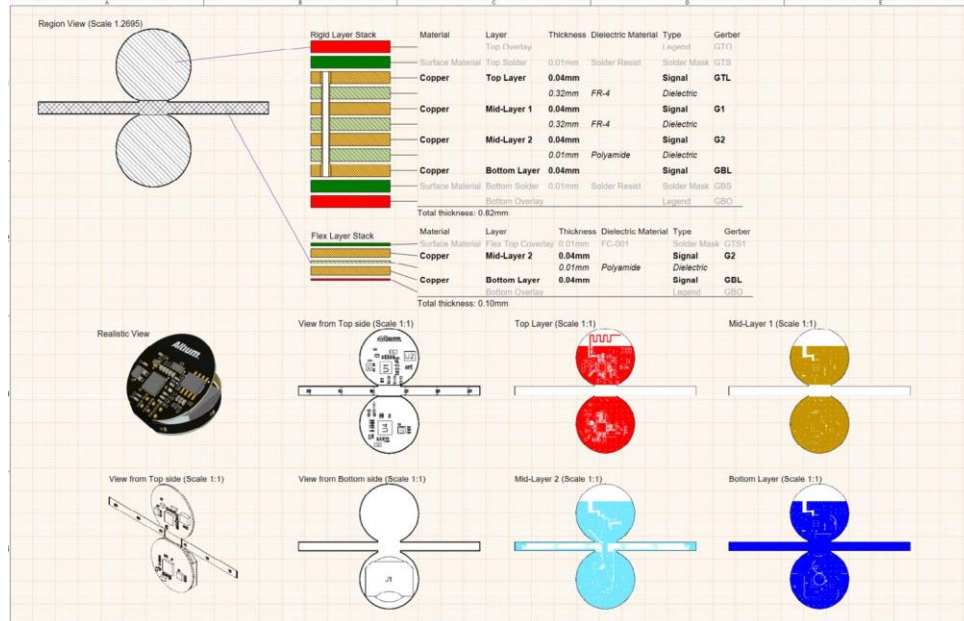 A B C D E
Region View (Scale 1.2695)
Rigid Layer Stack
Material Layer Thickness Dielectric Material Type Gerber
Top Overlay Legend GTO
Surface Material Top Solder 0.01mm Solder Resist Solder Mask GTS
Copper Top Layer 0.04mm Signal GTL
0.32mm FR-4 Dielectric
Copper Mid-Layer 1 0.04mm Signal G1
0.32mm FR-4 Dielectric
Copper Mid-Layer 2 0.04mm Signal G2
0.01mm Polyamide Dielectric
Copper Bottom Layer 0.04mm Signal GBL
Surface Material Bottom Solder 0.01mm Solder Resist Solder Mask GBS
Bottom Overlay Legend GBO
Total thickness: 0.82mm
Flex Layer Stack
Material Layer Thickness Dielectric Material Type Gerber
Surface Material Flex Top Coverlay 0.01mm FC-001 Solder Mask GTS1
Copper Mid-Layer 2 0.04mm Signal G2
0.01mm Polyamide Dielectric
Copper Bottom Layer 0.04mm Signal GBL
Bottom Overlay Legend GBO
Total thickness: 0.10mm
Realistic View
Altium
View from Top side (Scale 1:1)
Altium
U1
U2
U4
Top Layer (Scale 1:1)
Mid-Layer 1 (Scale 1:1)
View from Top side (Scale 1:1)
View from Bottom side (Scale 1:1)
J1
Mid-Layer 2 (Scale 1:1)
Bottom Layer (Scale 1:1)